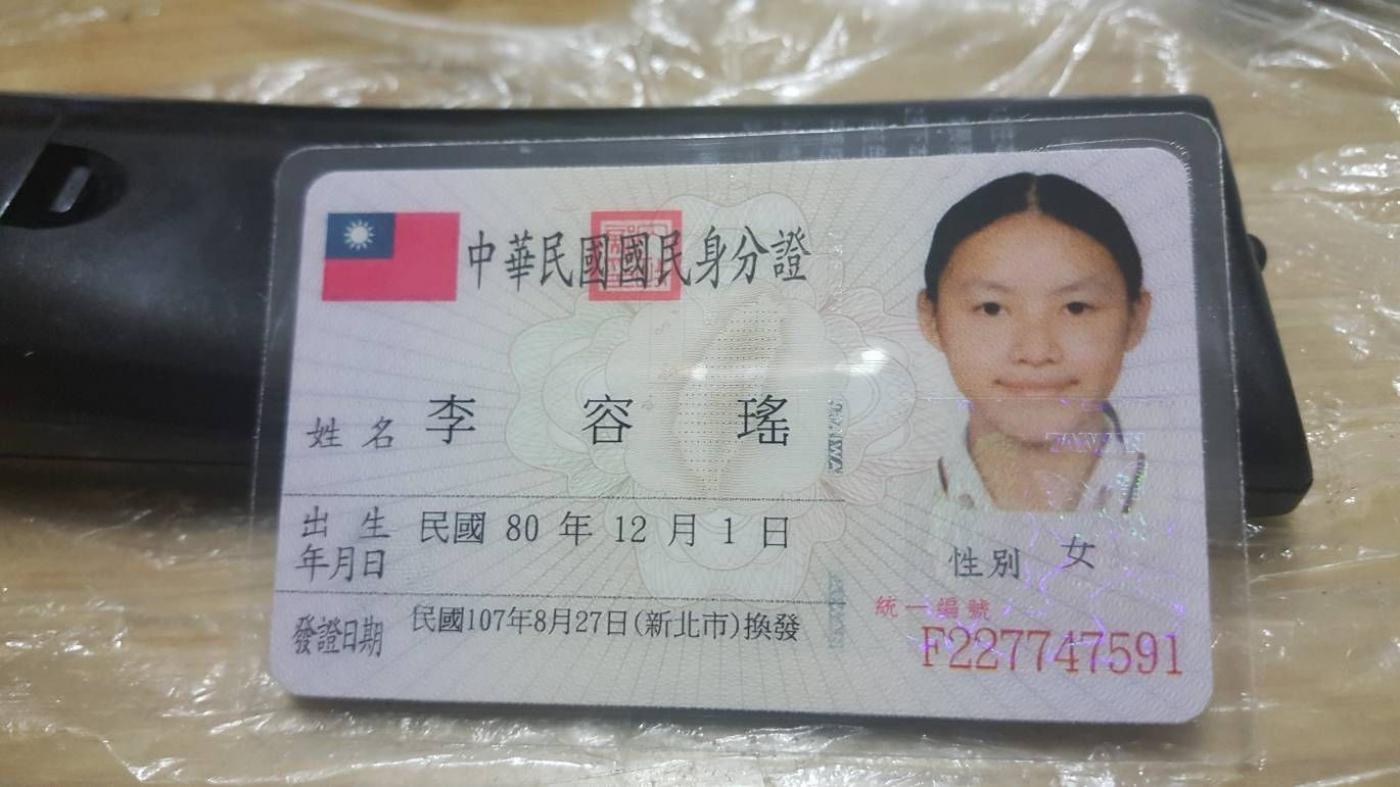 中華民國國民身分證
姓名 李容瑤
出生年月日 民國 80 年 12 月 1 日
性別 女
發證日期 民國107年8月27日(新北市)換發
統一編號
F227747591